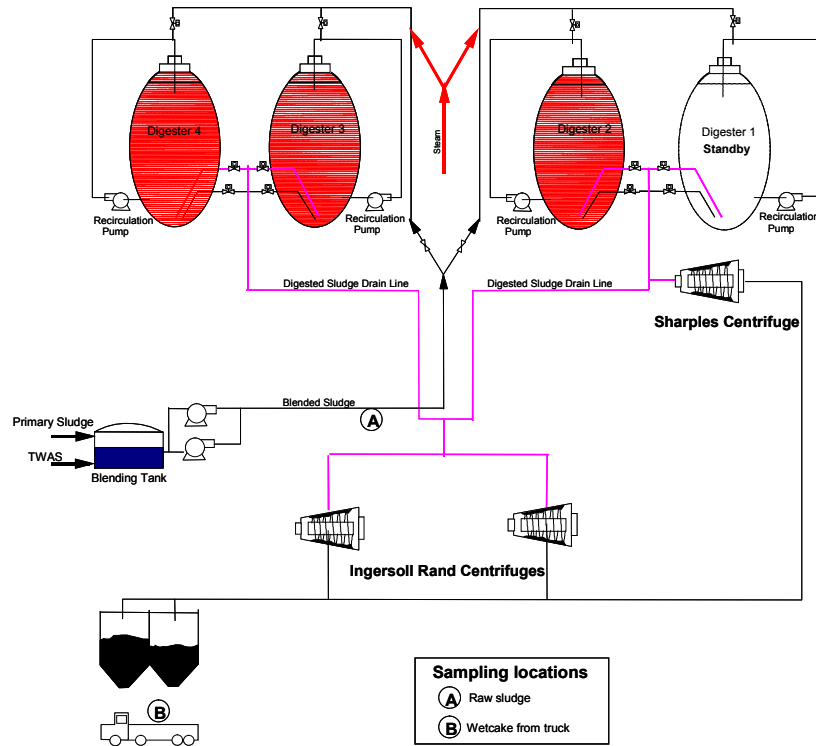 Digester 4
Digester 3
Steam
Digester 2
Digester 1
Standby
Recirculation
Pump
Recirculation
Pump
Recirculation
Pump
Recirculation
Pump
Digested Sludge Drain Line
Digested Sludge Drain Line
Sharples Centrifuge
Blended Sludge
A
Primary Sludge
TWAS
Blending Tank
Ingersoll Rand Centrifuges
Sampling locations
A Raw sludge
B Wetcake from truck
B